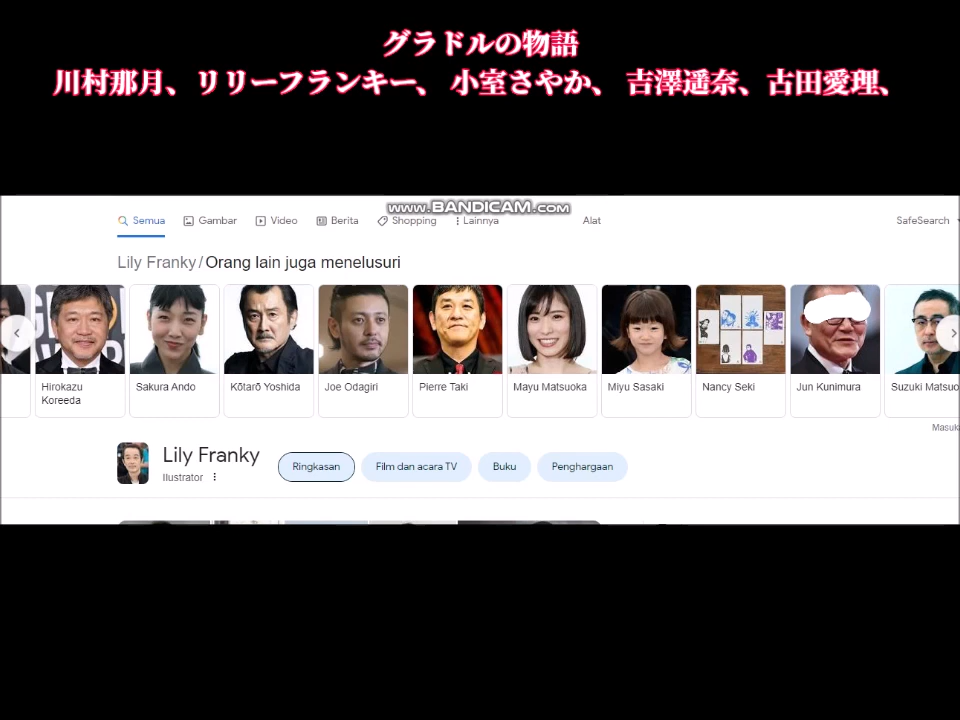 グラドルの物語
川村那月、リリーフランキー、 小室さやか、 吉澤遥奈、古田愛理、
www.BANDICAM.com
Semua Gambar Video Berita Shopping Lainnya Alat SafeSearch
Lily Franky/Orang lain juga menelusuri
Hirokazu Koreeda
Sakura Ando
Kōtarō Yoshida
Joe Odagiri
Pierre Taki
Mayu Matsuoka
Miyu Sasaki
Nancy Seki
Jun Kunimura
Suzuki Matsuo
Masuk
Lily Franky
Ilustrator
Ringkasan Film dan acara TV Buku Penghargaan